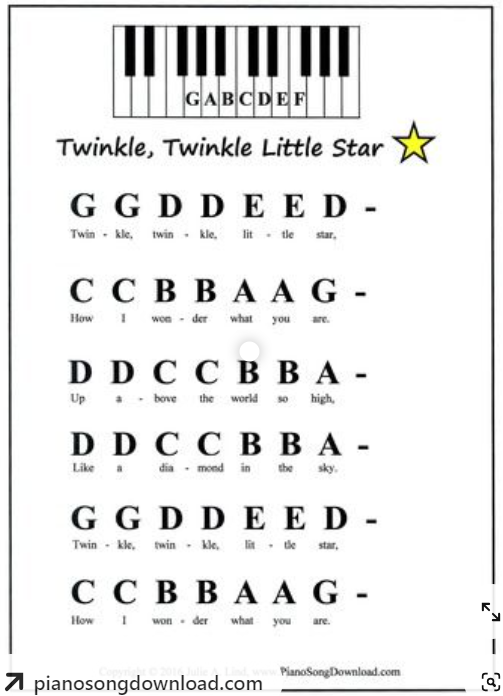 G A B C D E F
Twinkle, Twinkle Little Star
G G D D E E D -
Twin - kle, twin - kle, lit - tle star,
C C B B A A G -
How I won - der what you are.
D D C C B B A -
Up a - bove the world so high,
D D C C B B A -
Like a dia - mond in the sky.
G G D D E E D -
Twin - kle, twin - kle, lit - tle star,
C C B B A A G -
How I won - der what you are.
Copyright © 2016 Julie A. Lind, www.PianoSongDownload.com
pianosongdownload.com